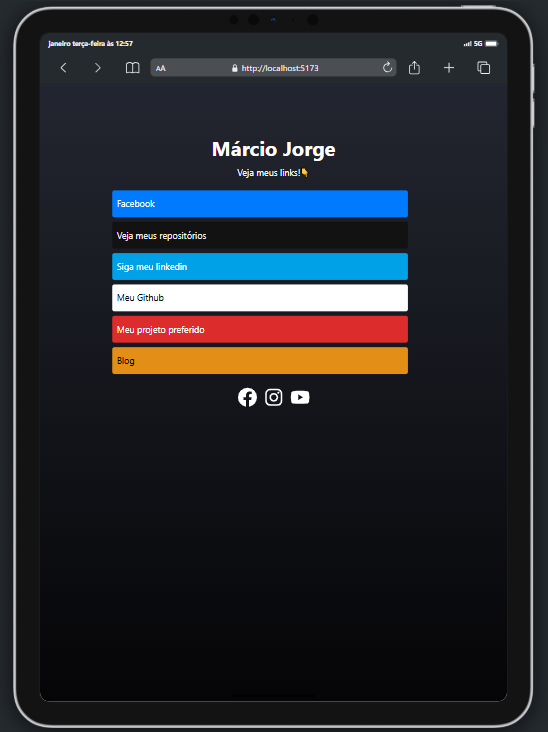 Janeiro terça-feira às 12:57
5G
AA
http://localhost:5173
Márcio Jorge
Veja meus links!👇
Facebook
Veja meus repositórios
Siga meu linkedin
Meu Github
Meu projeto preferido
Blog